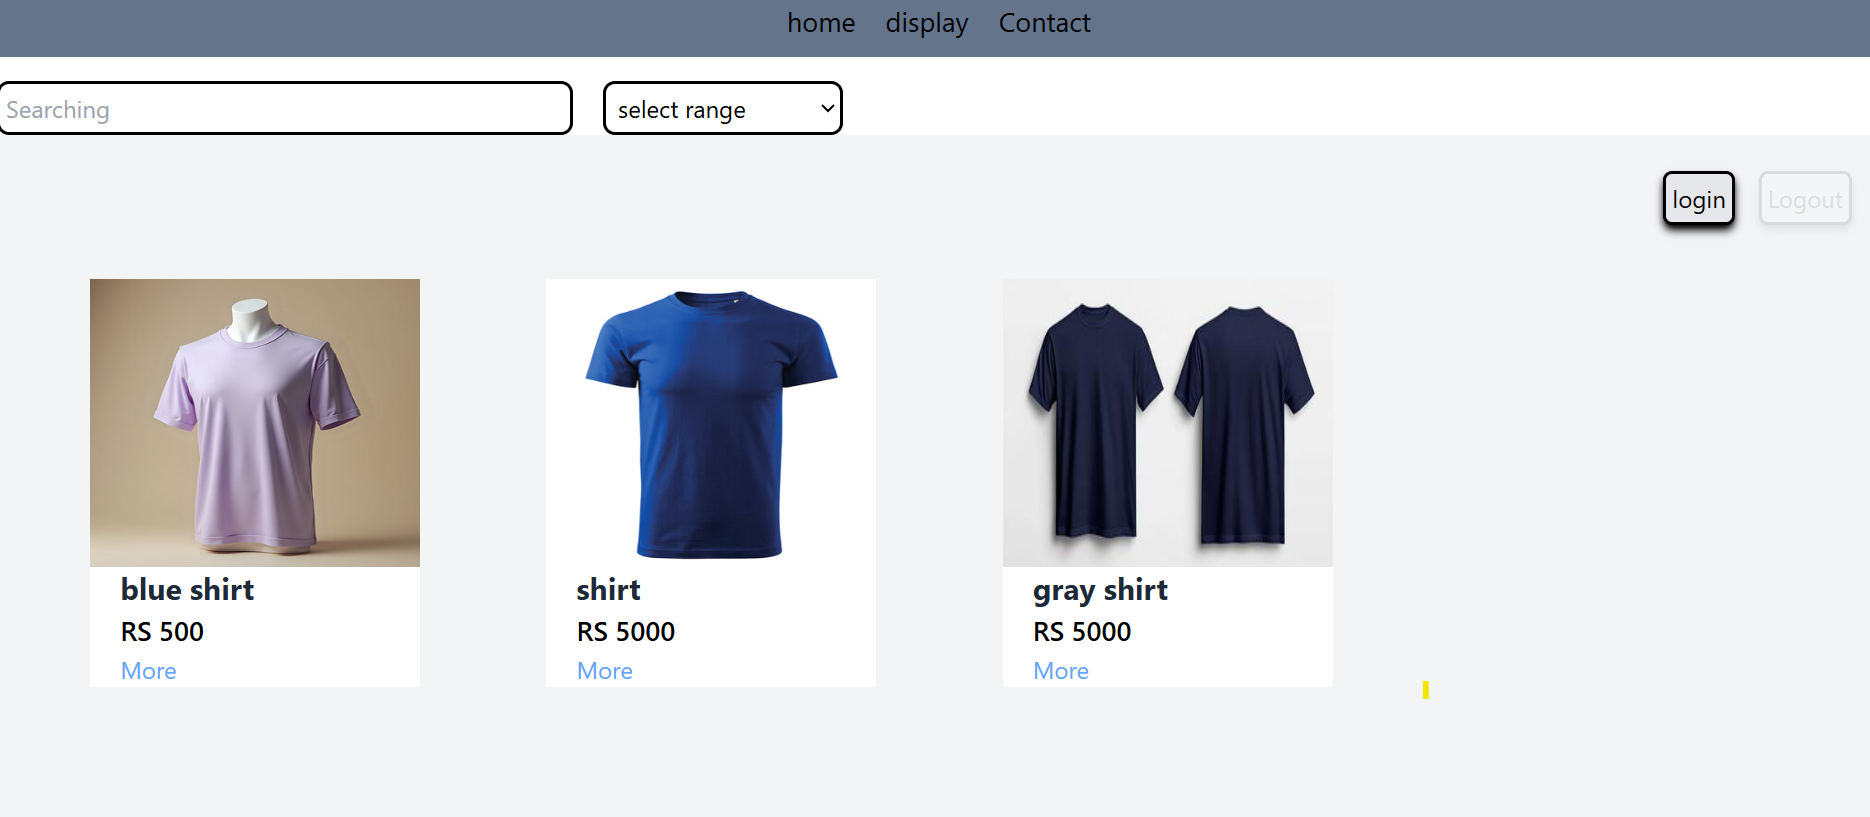 home display Contact
Searching select range
login Logout
blue shirt
RS 500
More
shirt
RS 5000
More
gray shirt
RS 5000
More